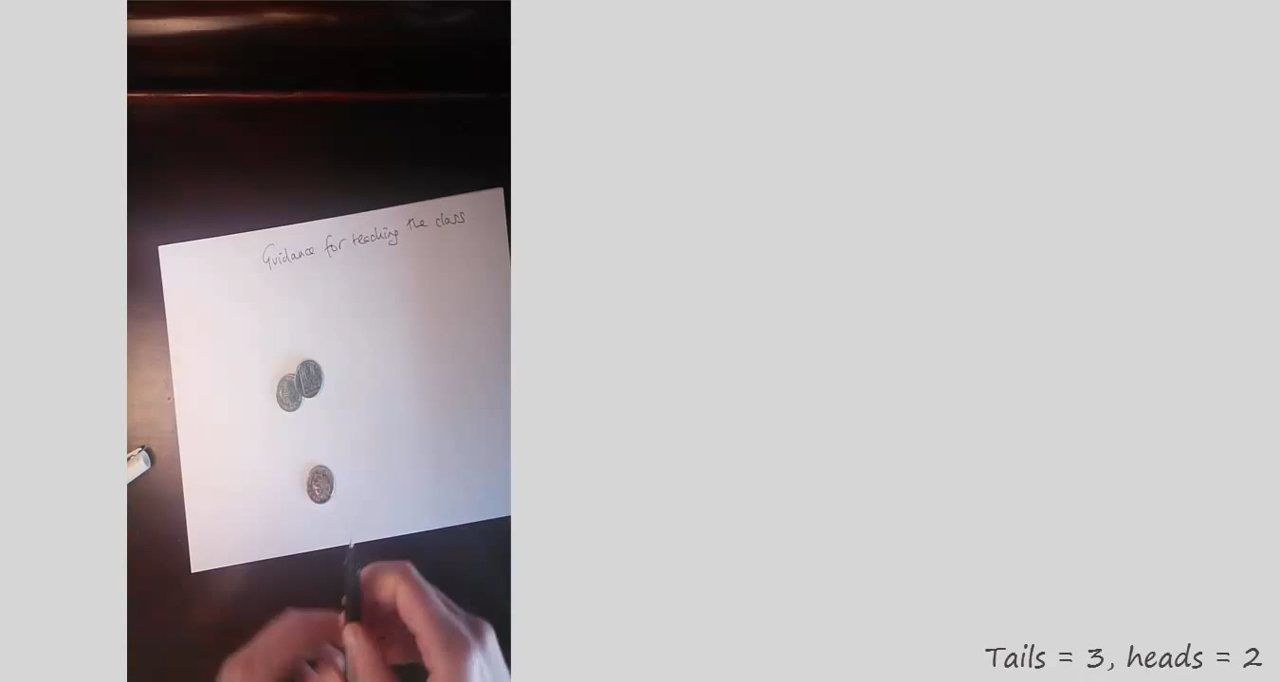 Guidance for teaching the class
Tails = 3, heads = 2